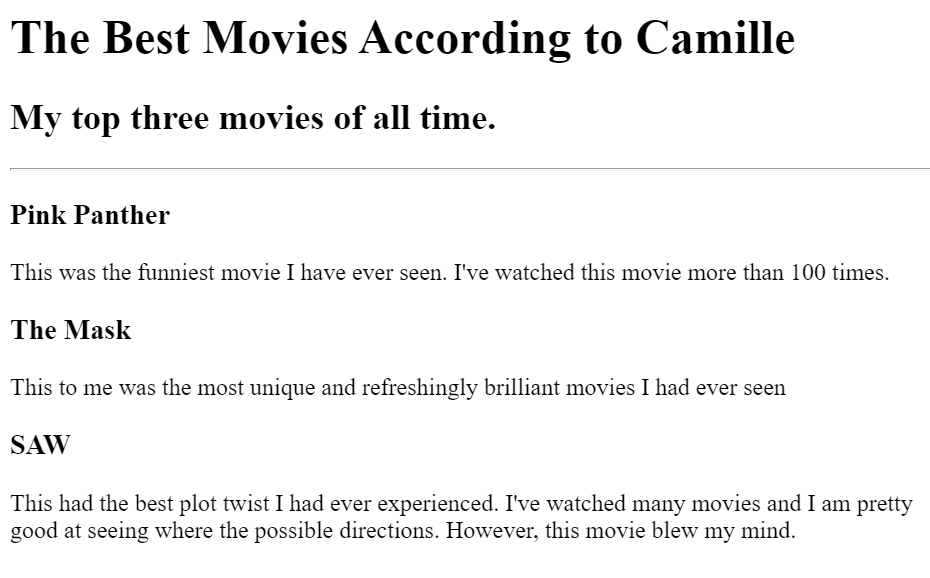 The Best Movies According to Camille
My top three movies of all time.
Pink Panther
This was the funniest movie I have ever seen. I've watched this movie more than 100 times.
The Mask
This to me was the most unique and refreshingly brilliant movies I had ever seen
SAW
This had the best plot twist I had ever experienced. I've watched many movies and I am pretty
good at seeing where the possible directions. However, this movie blew my mind.